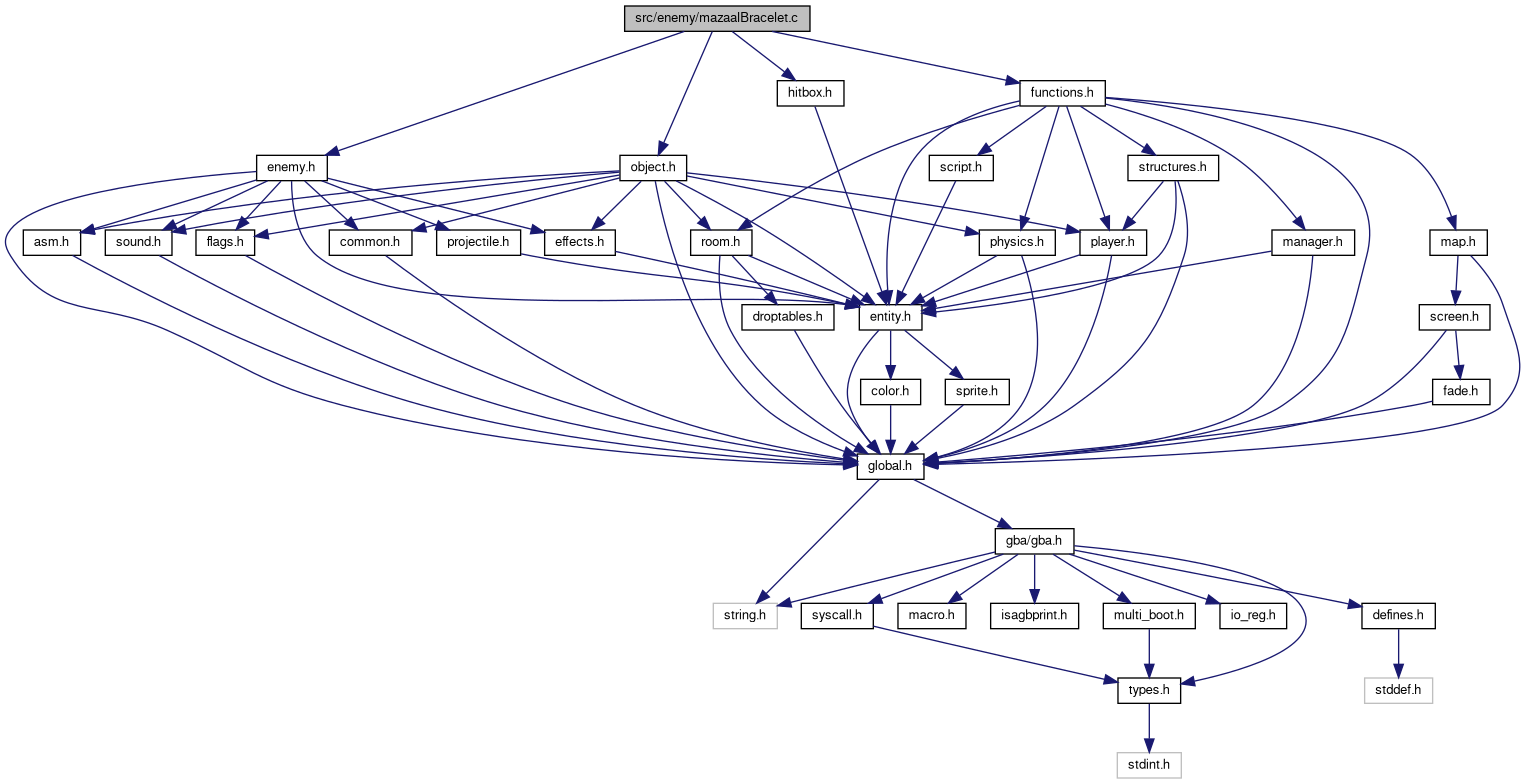 src/enemy/mazaalBracelet.c
hitbox.h
functions.h
enemy.h
object.h
script.h
structures.h
asm.h
sound.h
flags.h
common.h
projectile.h
effects.h
room.h
physics.h
player.h
manager.h
map.h
droptables.h
entity.h
screen.h
color.h
sprite.h
fade.h
global.h
gba/gba.h
string.h
syscall.h
macro.h
isagbprint.h
multi_boot.h
io_reg.h
defines.h
types.h
stddef.h
stdint.h